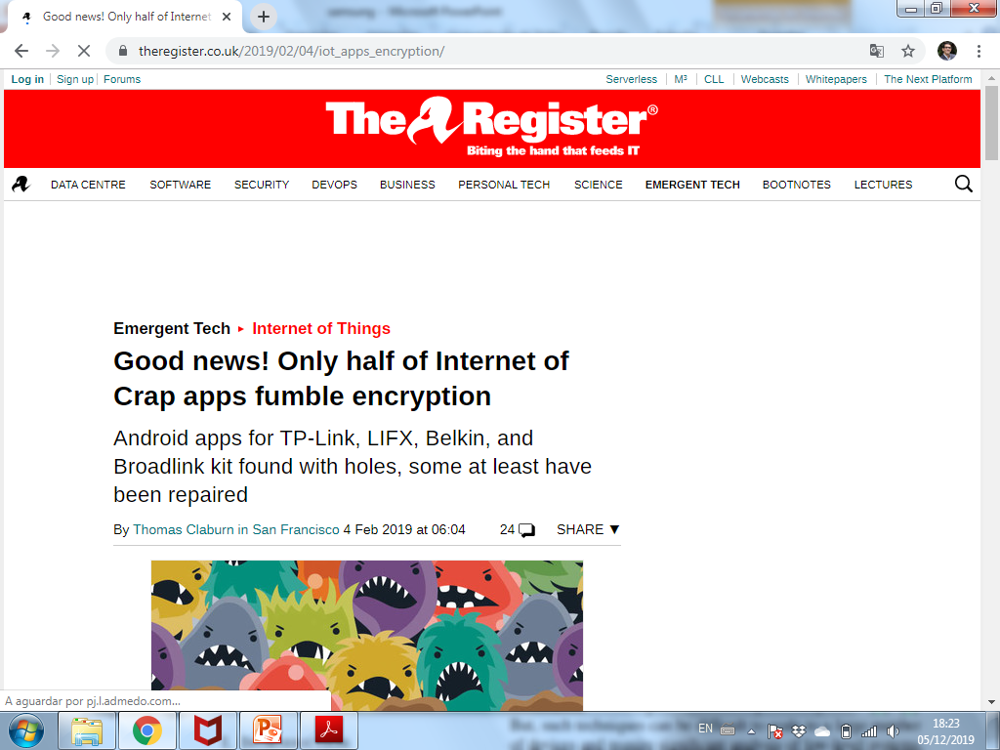 samsung - Microsoft PowerPoint
Good news! Only half of Internet
theregister.co.uk/2019/02/04/iot_apps_encryption/
Log in Sign up Forums Serverless M³ CLL Webcasts Whitepapers The Next Platform
The Register®
Biting the hand that feeds IT
DATA CENTRE SOFTWARE SECURITY DEVOPS BUSINESS PERSONAL TECH SCIENCE EMERGENT TECH BOOTNOTES LECTURES
Emergent Tech ▸ Internet of Things
Good news! Only half of Internet of
Crap apps fumble encryption
Android apps for TP-Link, LIFX, Belkin, and
Broadlink kit found with holes, some at least have
been repaired
By Thomas Claburn in San Francisco 4 Feb 2019 at 06:04 24 SHARE ▼
A aguardar por pj.l.admedo.com...
EN 18:23
05/12/2019